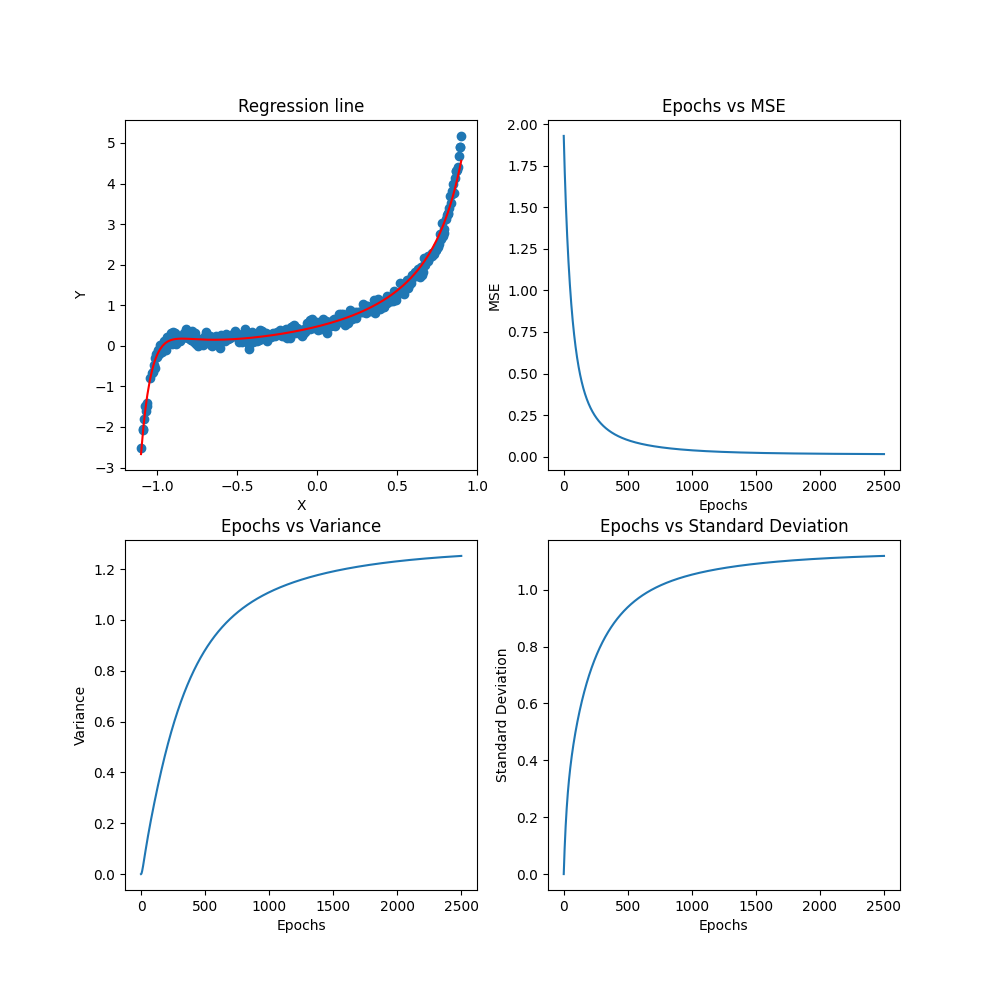 Regression line
5
4
3
2
1
0
−1
−2
−3
Y
−1.0 −0.5 0.0 0.5 1.0
X
Epochs vs MSE
2.00
1.75
1.50
1.25
1.00
0.75
0.50
0.25
0.00
MSE
0 500 1000 1500 2000 2500
Epochs
Epochs vs Variance
1.2
1.0
0.8
0.6
0.4
0.2
0.0
Variance
0 500 1000 1500 2000 2500
Epochs
Epochs vs Standard Deviation
1.0
0.8
0.6
0.4
0.2
0.0
Standard Deviation
0 500 1000 1500 2000 2500
Epochs